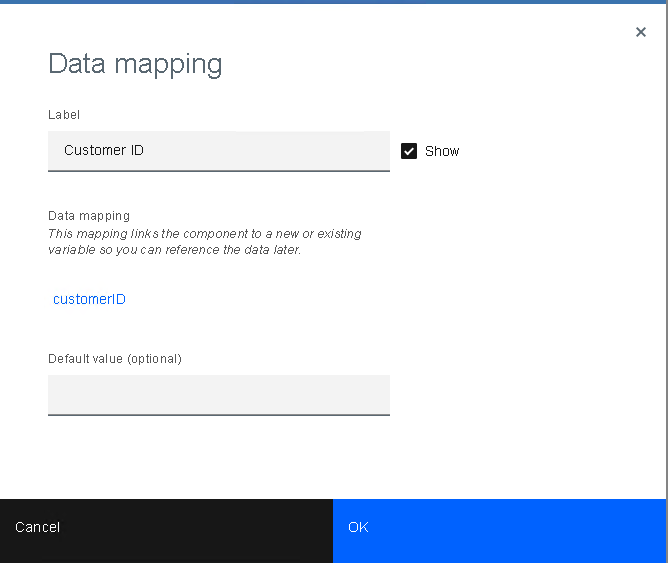 Data mapping
Label
Customer ID
Show
Data mapping
This mapping links the component to a new or existing
variable so you can reference the data later.
customerID
Default value (optional)
Cancel
OK